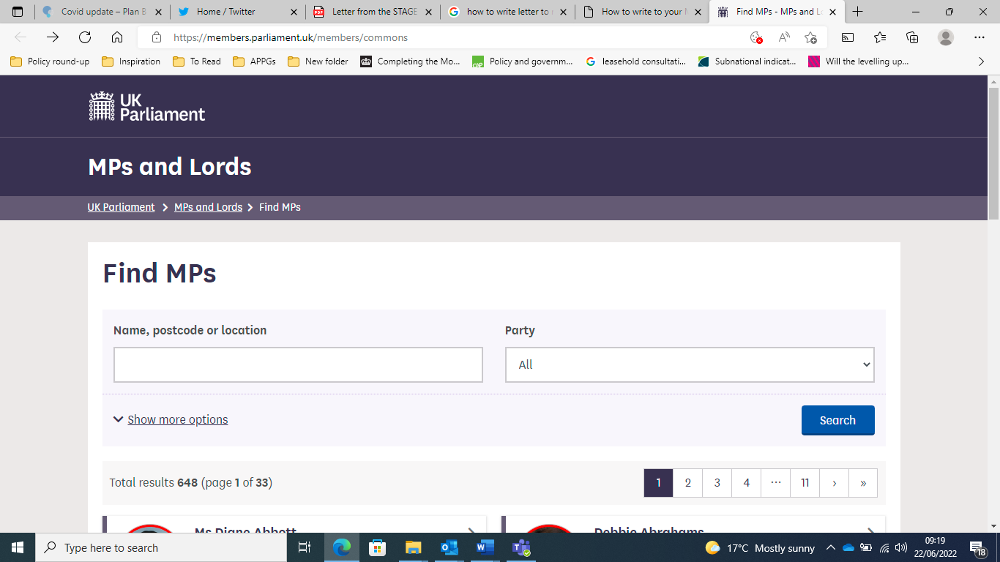 Covid update – Plan B
Home / Twitter
Letter from the STAGE
how to write letter to
How to write to your
Find MPs - MPs and L
https://members.parliament.uk/members/commons
Policy round-up
Inspiration
To Read
APPGs
New folder
Completing the Mo...
Policy and governm...
leasehold consultati...
Subnational indicat...
Will the levelling up...
UK
Parliament
MPs and Lords
UK Parliament > MPs and Lords > Find MPs
Find MPs
Name, postcode or location
Party
All
Show more options
Search
Total results 648 (page 1 of 33)
1 2 3 4 ... 11 › »
Ms Diane Abbott
Debbie Abrahams
Type here to search
17°C Mostly sunny
09:19
22/06/2022
18